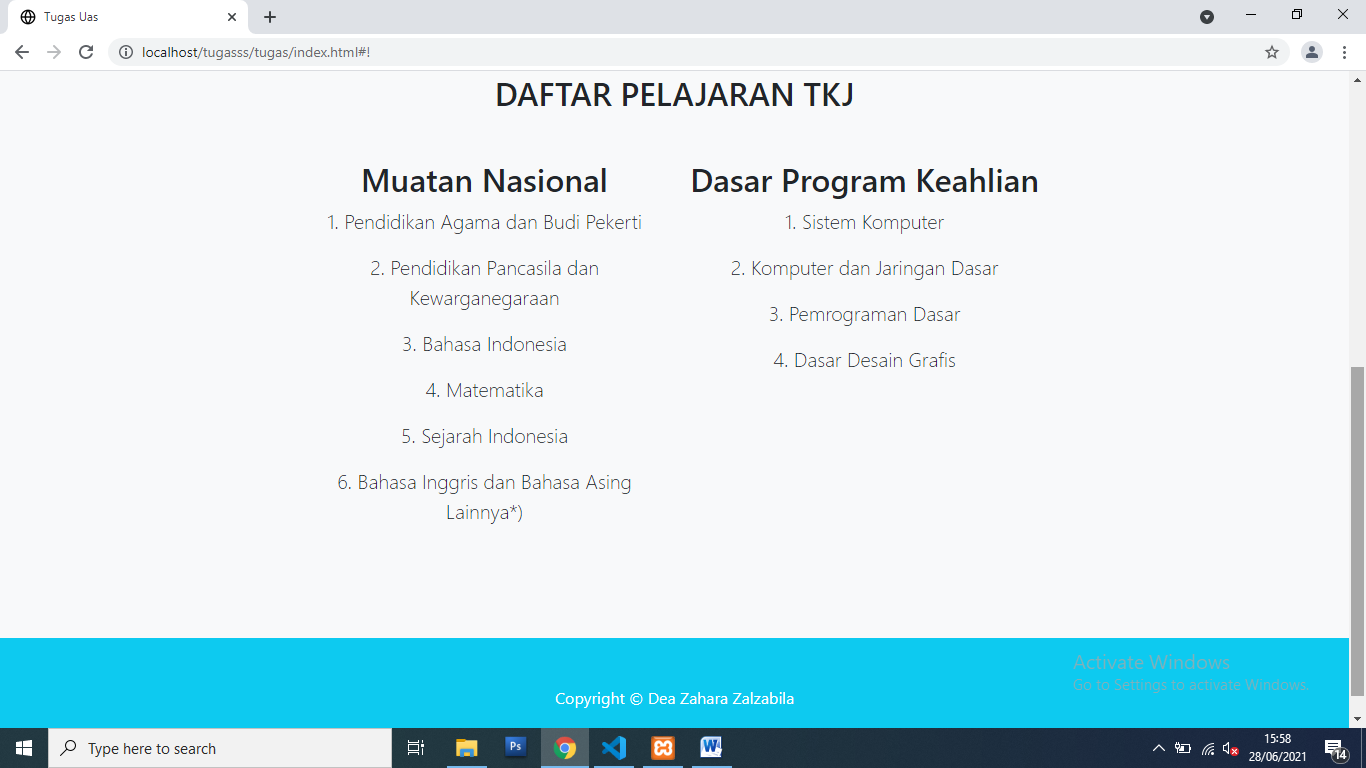 Tugas Uas
localhost/tugasss/tugas/index.html#!
DAFTAR PELAJARAN TKJ
Muatan Nasional
1. Pendidikan Agama dan Budi Pekerti
2. Pendidikan Pancasila dan
Kewarganegaraan
3. Bahasa Indonesia
4. Matematika
5. Sejarah Indonesia
6. Bahasa Inggris dan Bahasa Asing
Lainnya*)
Dasar Program Keahlian
1. Sistem Komputer
2. Komputer dan Jaringan Dasar
3. Pemrograman Dasar
4. Dasar Desain Grafis
Activate Windows
Go to Settings to activate Windows.
Copyright © Dea Zahara Zalzabila
Type here to search
Ps
W
15:58
28/06/2021
14